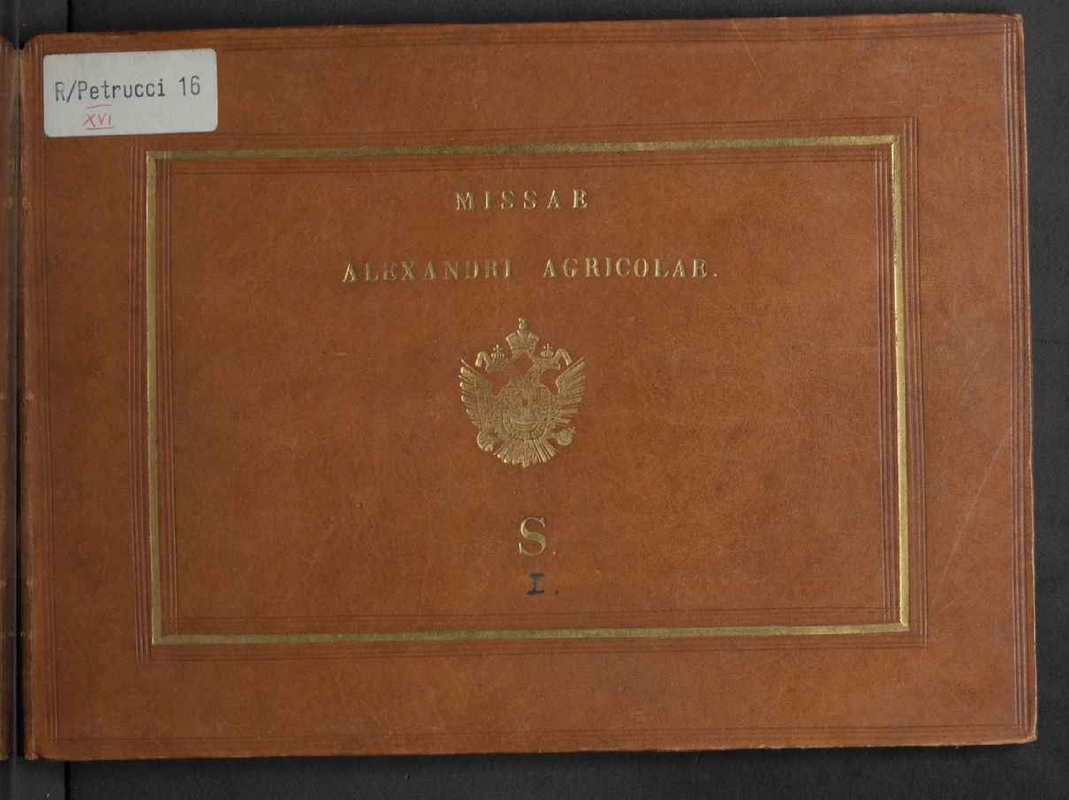 R/Petrucci 16
XVI
MISSAE
ALEXANDRI AGRICOLAE.
S.
I.